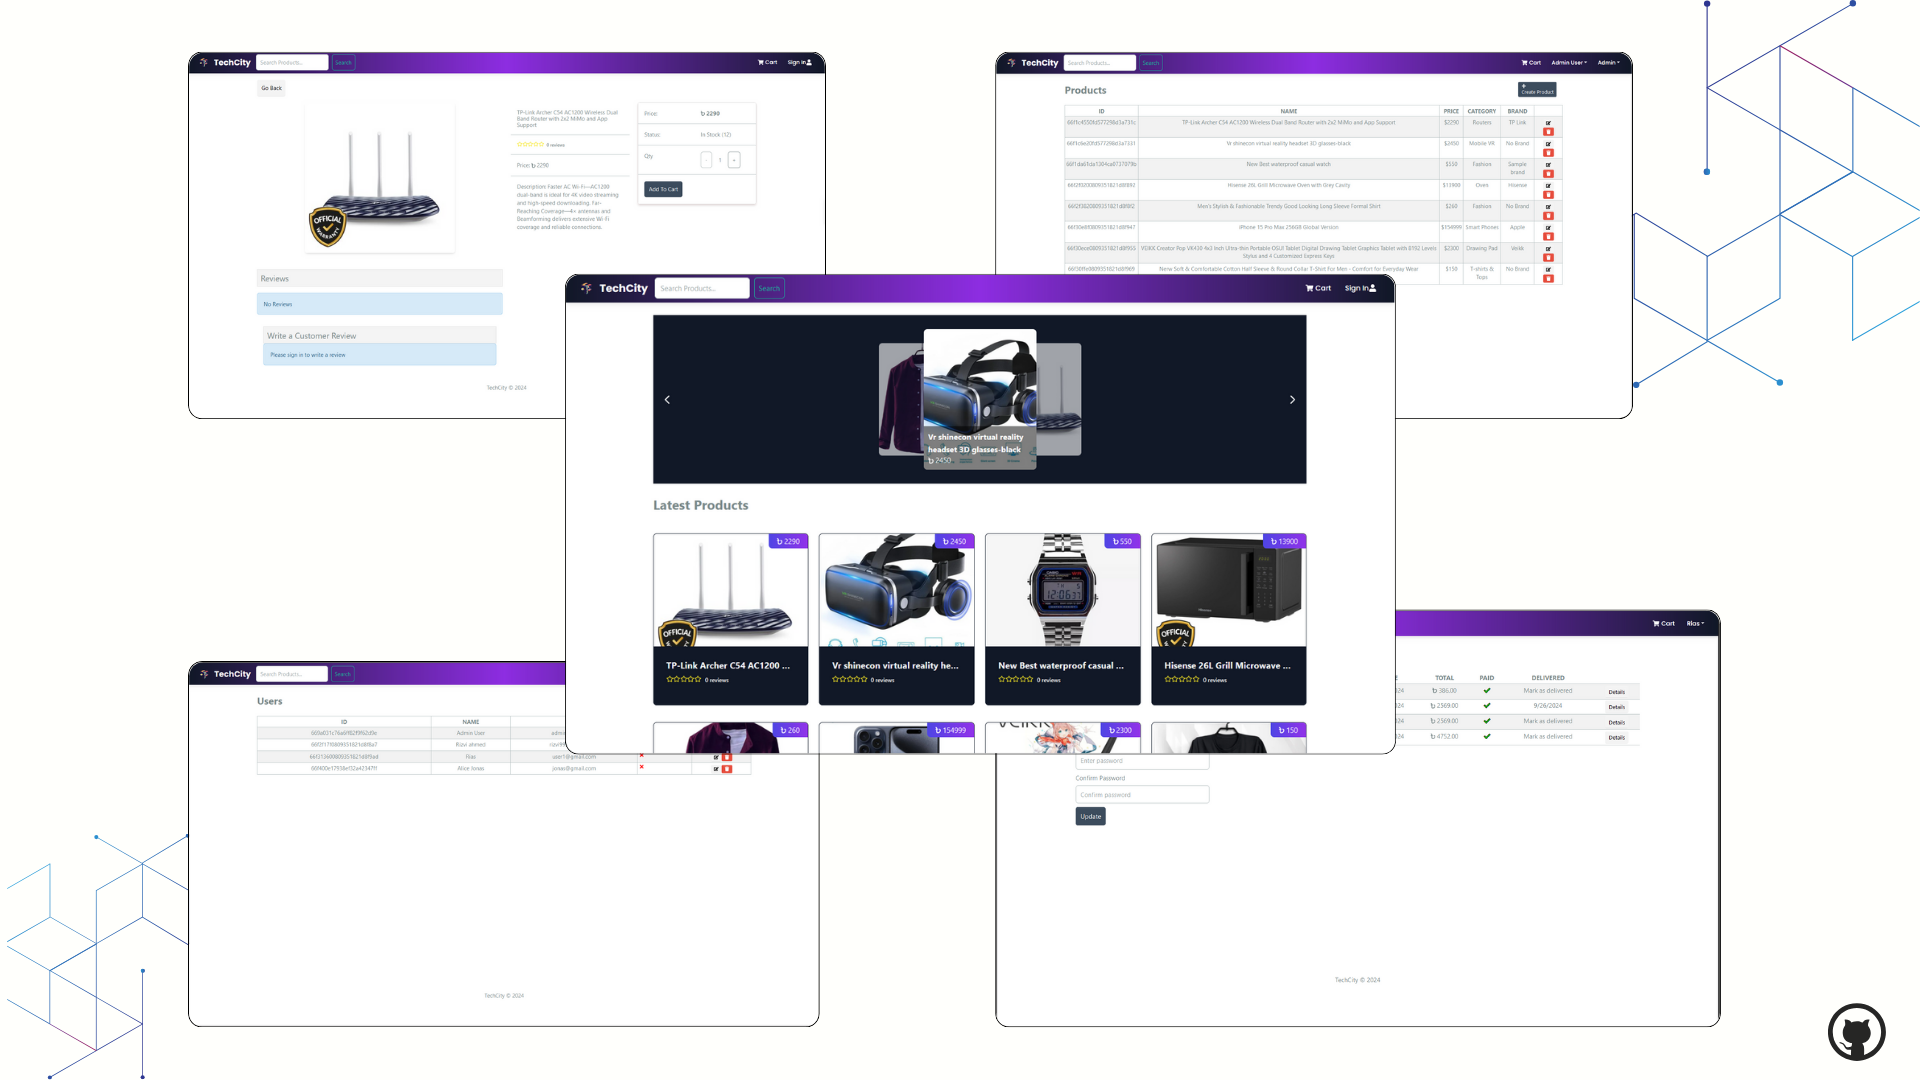 TechCity
Search Products...
Search
Cart
Sign In
Go Back
TP-Link Archer C54 AC1200 Wireless Dual
Band Router with 2x2 MiMo and App
Support
0 reviews
Price: ৳ 2290
Description: Faster AC Wi-Fi—AC1200
dual-band is ideal for 4K video streaming
and high-speed downloading. Far-
Reaching Coverage—4× antennas and
Beamforming delivers extensive Wi-Fi
coverage and reliable connections.
Price:
৳ 2290
Status:
In Stock (12)
Qty
-
1
+
Add To Cart
OFFICIAL
WARRANTY
Reviews
No Reviews
Write a Customer Review
Please sign in to write a review
TechCity © 2024
TechCity
Search Products...
Search
Cart
Admin User
Admin
Products
Create Product
ID NAME PRICE CATEGORY BRAND
TP-Link Archer C54 AC1200 Wireless Dual Band Router with 2x2 MiMo and App Support $2290 Routers TP Link
Vr shinecon virtual reality headset 3D glasses-black $2450 Mobile VR No Brand
New Best waterproof casual watch $550 Fashion Sample
brand
Hisense 26L Grill Microwave Oven with Grey Cavity Oven Hisense
Men's Stylish & Fashionable Trendy Good Looking Long Sleeve Formal Shirt $260 Fashion No Brand
iPhone 15 Pro Max 256GB Global Version $154999 Smart Phones Apple
VEIKK Creator Pop VK430 4x2 Inch Ultra-thin Portable OSU! Tablet Digital Drawing Tablet Graphics Tablet with 8192 Levels $2300 Drawing Pad Veikk
Stylus and 4 Customized Express Keys
New Soft & Comfortable Cotton Half Sleeve & Round Collar T-Shirt For Men - Comfort for Everyday Wear $150 T-shirts & No Brand
Tops
TechCity
Search Products...
Search
Cart
Sign In
Vr shinecon virtual reality
headset 3D glasses-black
৳ 2450
Latest Products
৳ 2290
OFFICIAL
TP-Link Archer C54 AC1200 ...
0 reviews
৳ 2450
Vr shinecon virtual reality he...
0 reviews
৳ 550
New Best waterproof casual ...
0 reviews
৳ 13900
OFFICIAL
Hisense 26L Grill Microwave ...
0 reviews
৳ 260
৳ 154999
VEIKK
৳ 2300
৳ 150
TechCity
Search Products...
Search
Users
ID NAME
Admin User
Rizvi ahmed
Rias user1@gmail.com
Alice Jonas jonas@gmail.com
TechCity © 2024
Cart
Rias
TOTAL PAID DELIVERED
৳ 386.00 Mark as delivered Details
৳ 2569.00 9/26/2024 Details
৳ 2569.00 Mark as delivered Details
৳ 4752.00 Mark as delivered Details
Enter password
Confirm Password
Confirm password
Update
TechCity © 2024